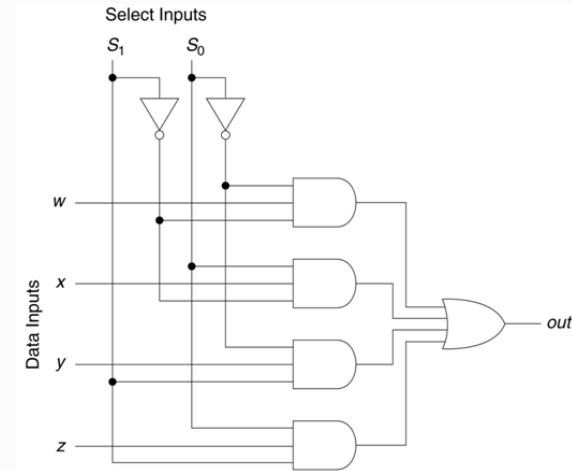 Select Inputs
S₁ S₀
w
x
Data Inputs
out
y
z